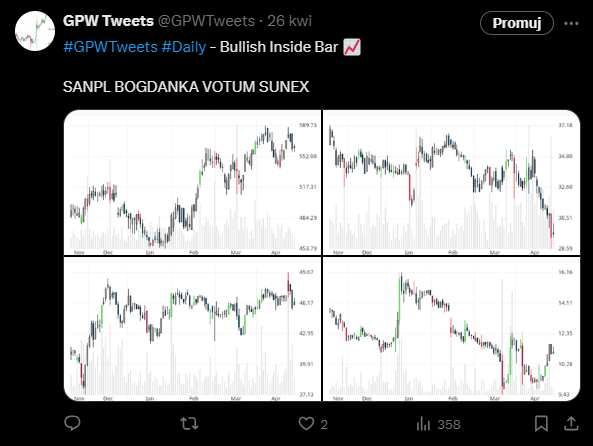 GPW Tweets @GPWTweets · 26 kwi
Promuj
#GPWTweets #Daily - Bullish Inside Bar
SANPL BOGDANKA VOTUM SUNEX
589.73
552.08
517.31
484.29
453.79
Nov Dec Jan Feb Mar Apr
37.18
34.80
32.60
30.51
28.59
Nov Dec Jan Feb Mar Apr
49.67
46.17
42.95
39.91
37.13
Nov Dec Jan Feb Mar Apr
16.16
14.11
12.35
10.78
9.43
Nov Dec Jan Feb Mar Apr
2
358